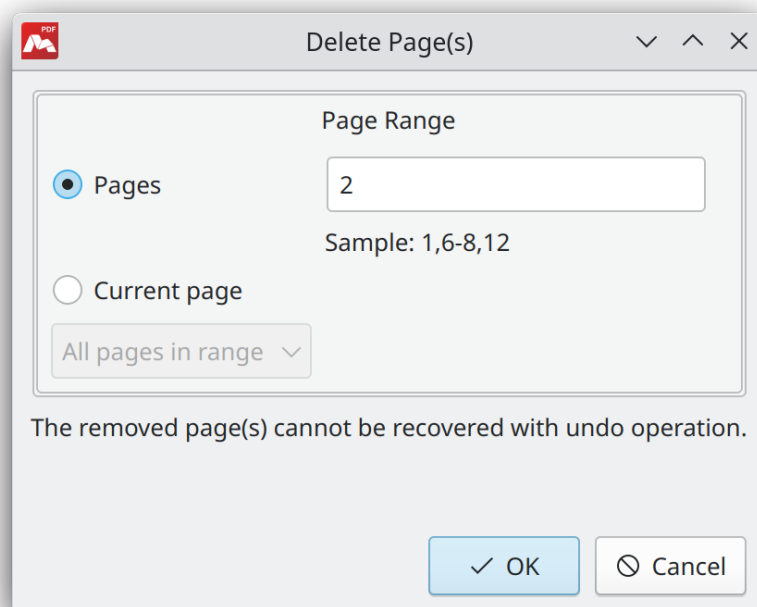 PDF
Delete Page(s)
Page Range
Pages
2
Sample: 1,6-8,12
Current page
All pages in range
The removed page(s) cannot be recovered with undo operation.
OK
Cancel